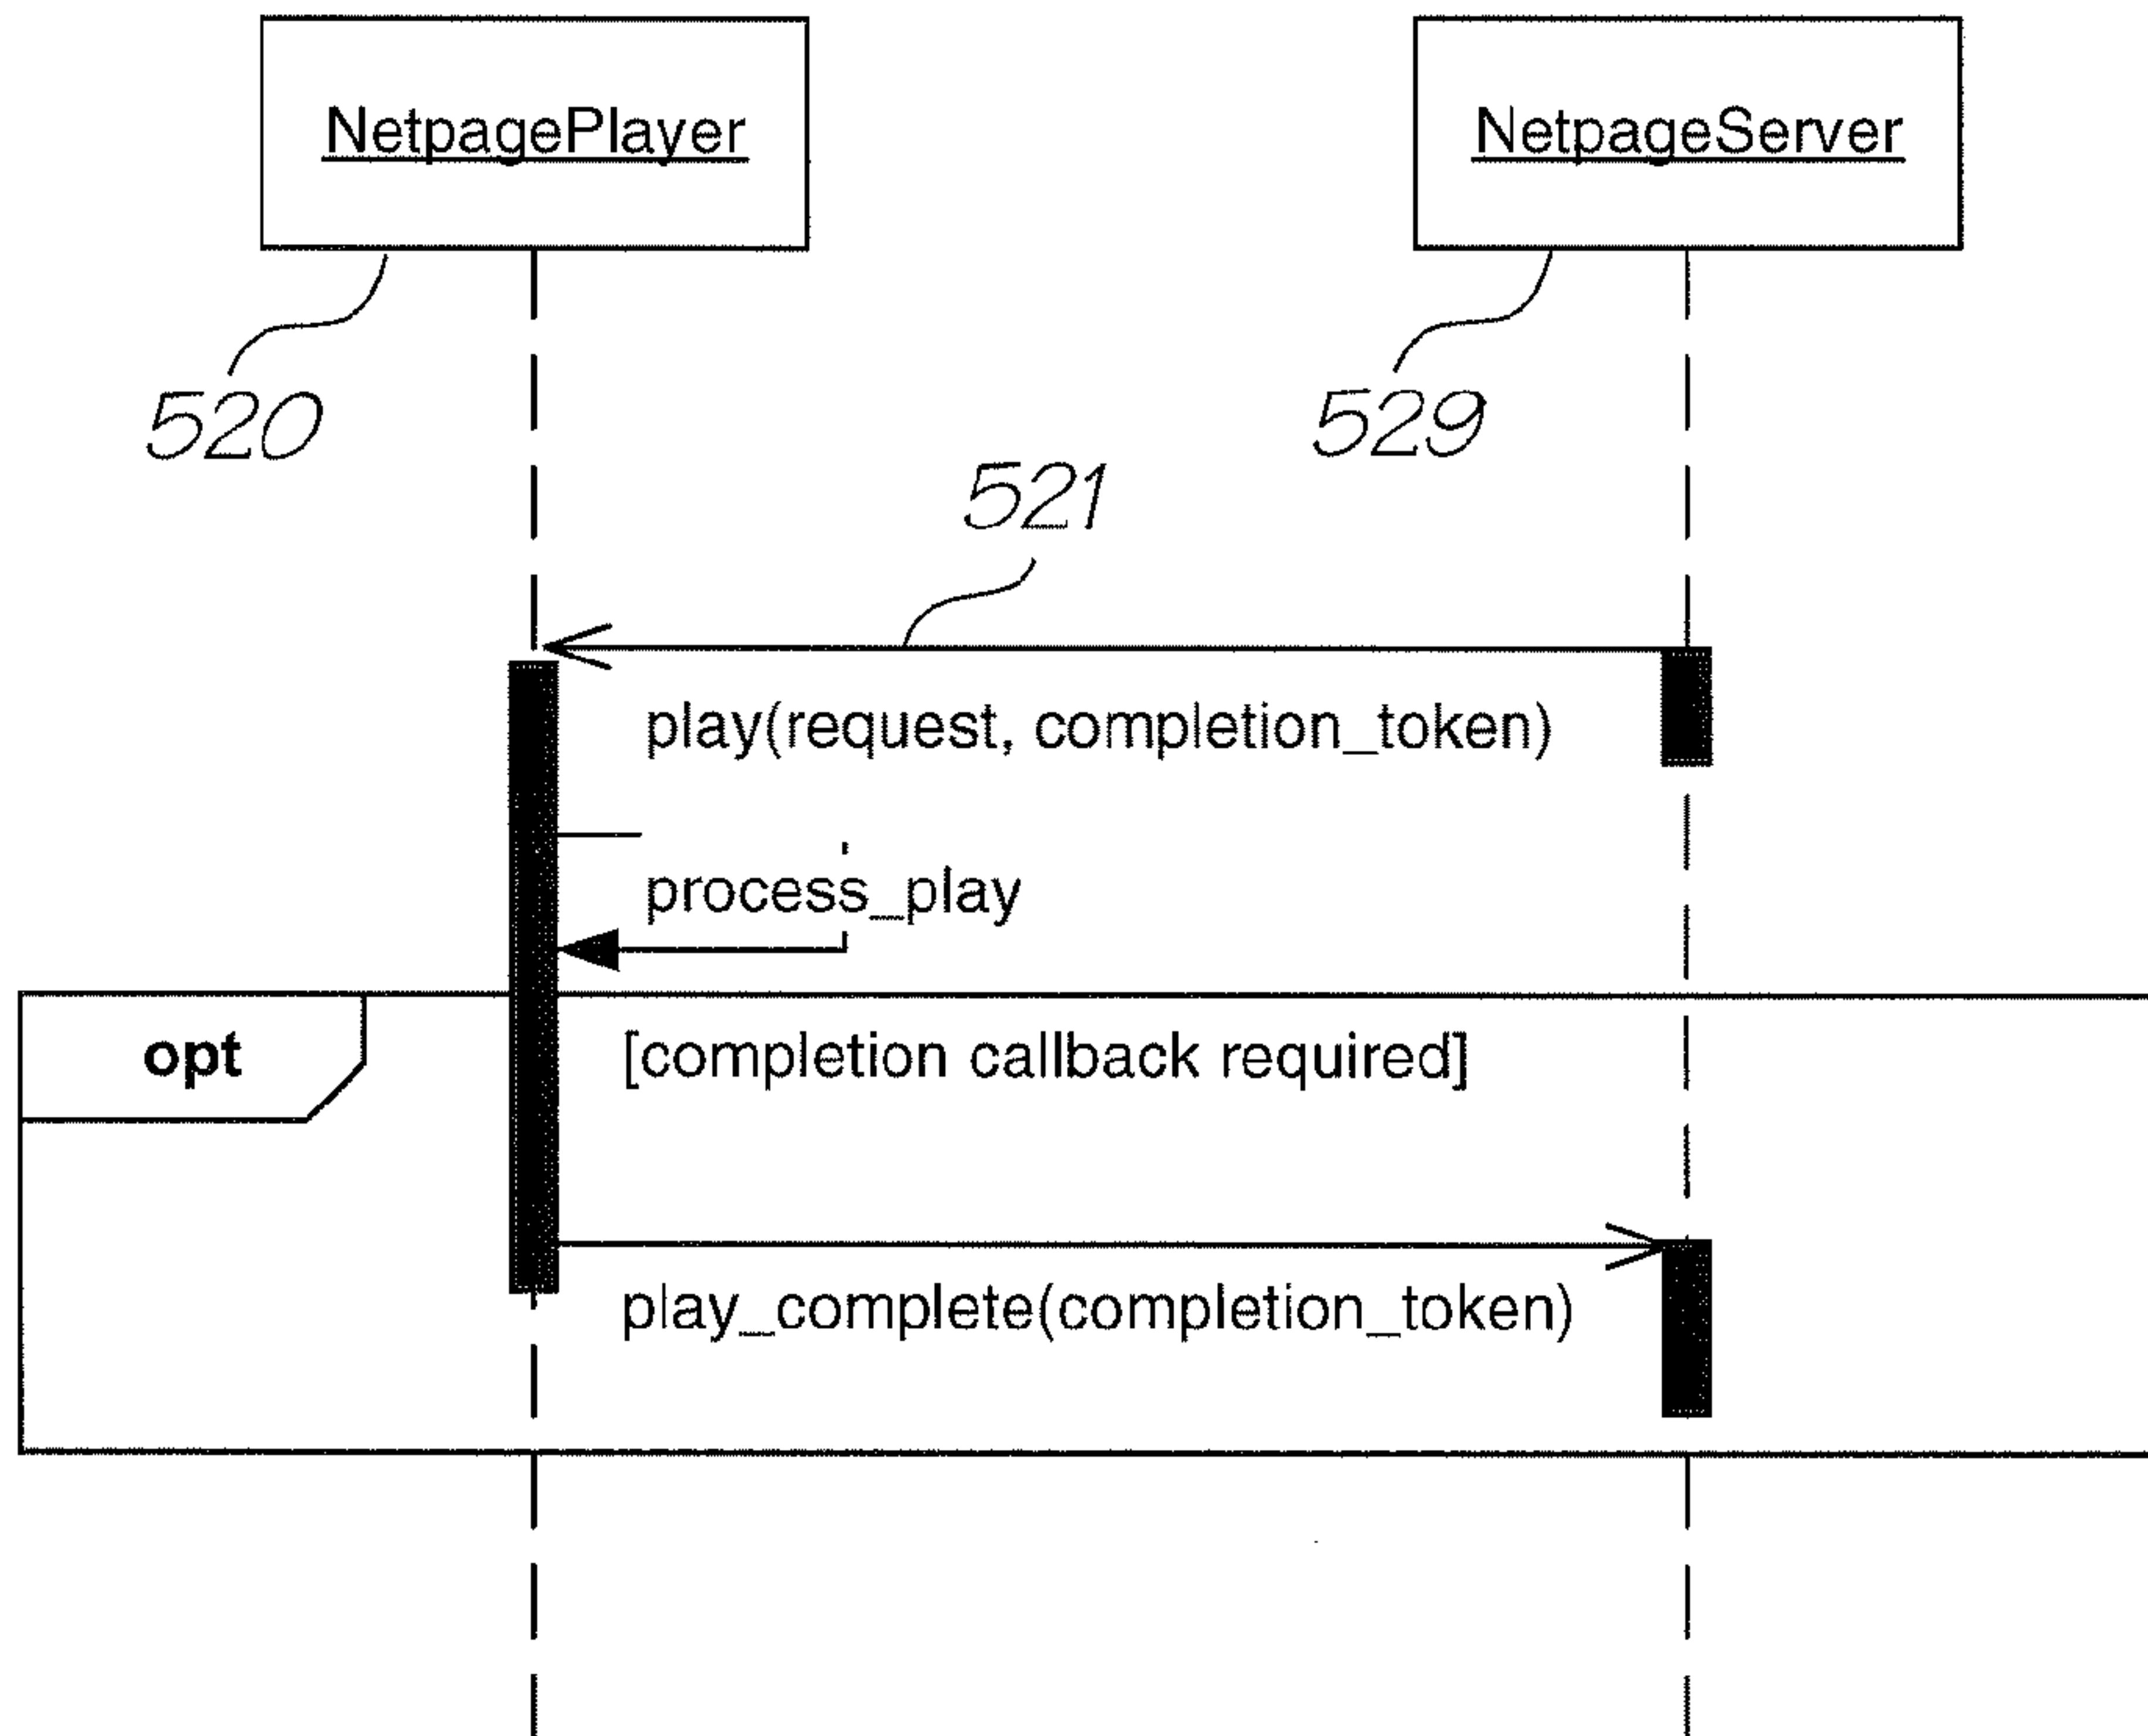 NetpagePlayer
NetpageServer
520
529
521
play(request, completion_token)
process_play
opt
[completion callback required]
play_complete(completion_token)